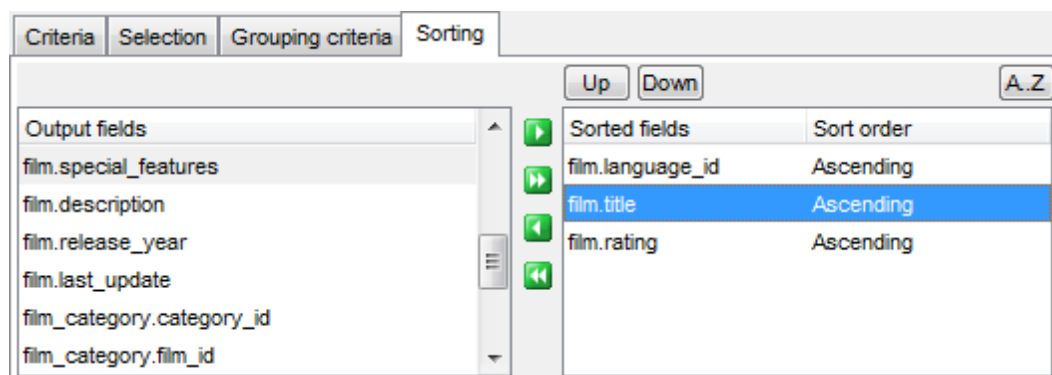 Criteria Selection Grouping criteria Sorting
Up Down A..Z
Output fields
film.special_features
film.description
film.release_year
film.last_update
film_category.category_id
film_category.film_id
Sorted fields Sort order
film.language_id Ascending
film.title Ascending
film.rating Ascending